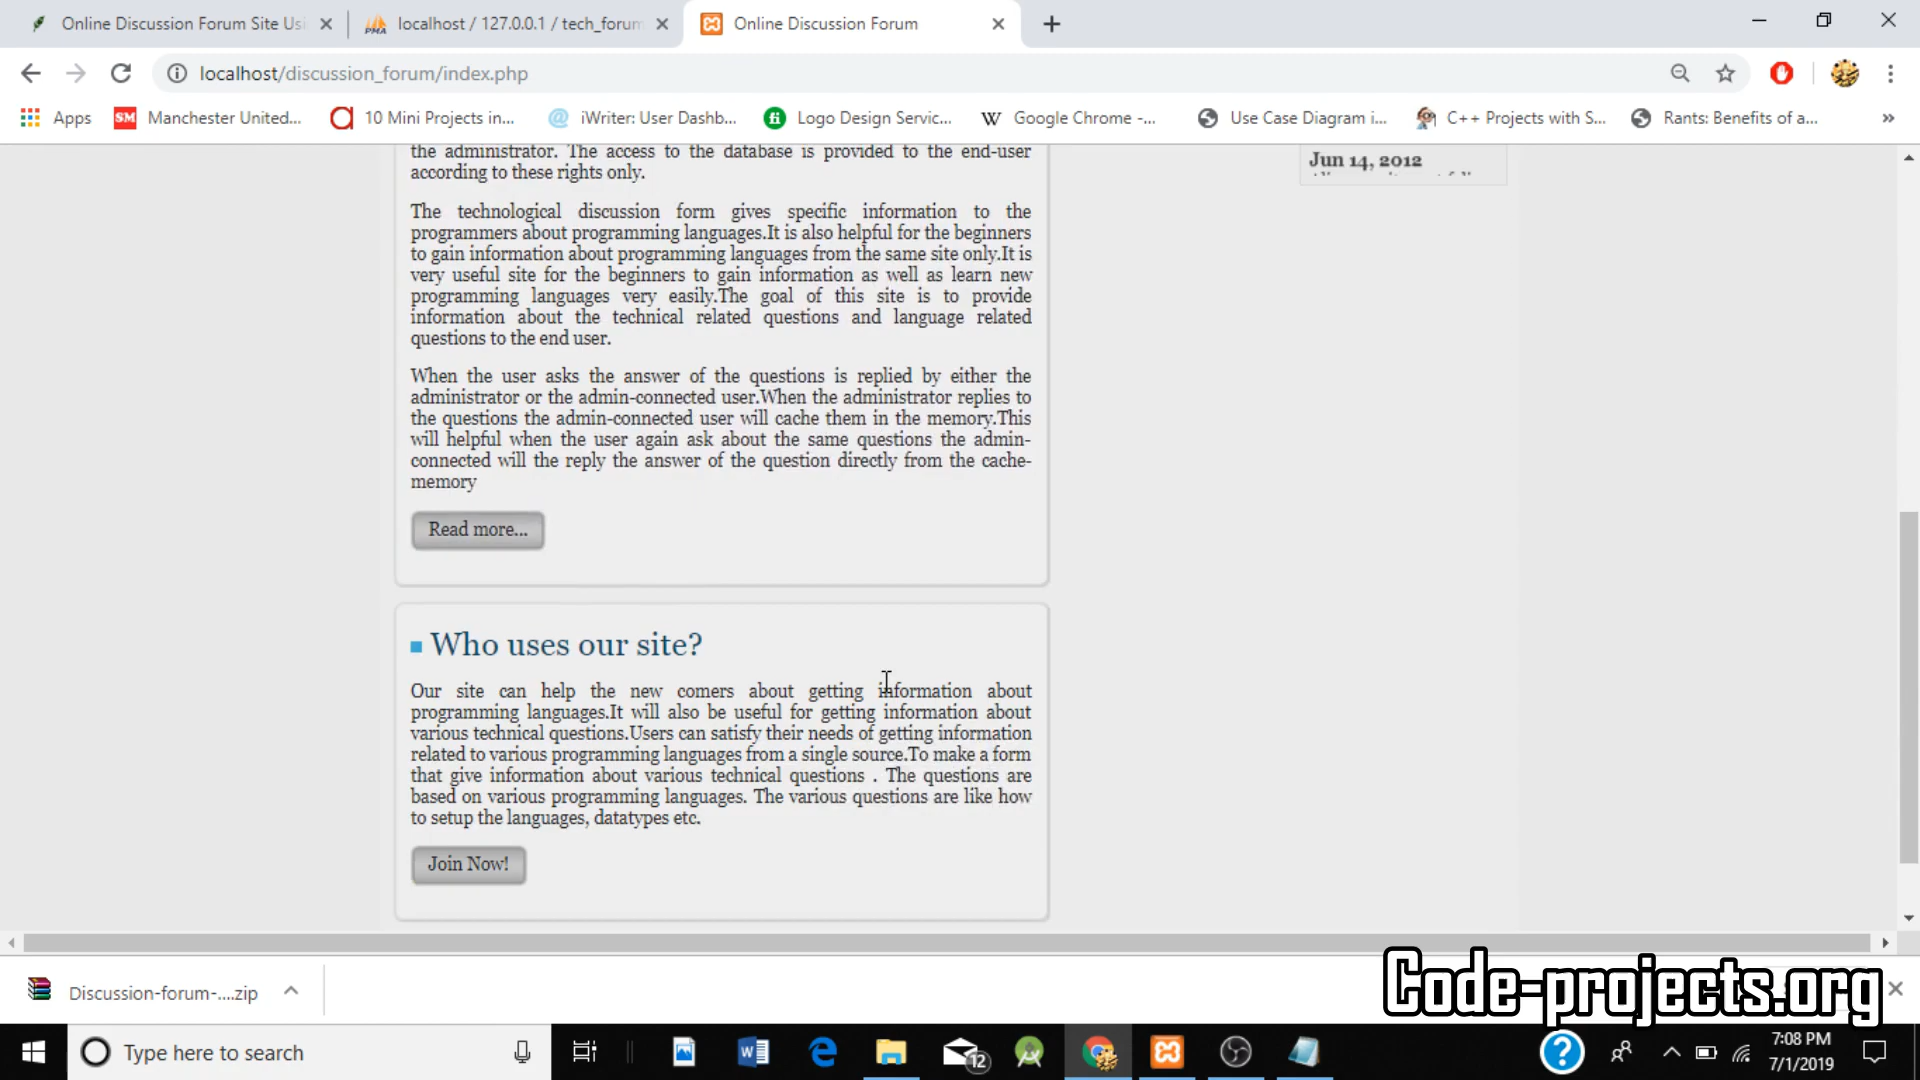 Online Discussion Forum Site Usi
localhost / 127.0.0.1 / tech_forum
Online Discussion Forum
localhost/discussion_forum/index.php
Apps
SM Manchester United...
10 Mini Projects in...
@ iWriter: User Dashb...
fi Logo Design Servic...
W Google Chrome -...
Use Case Diagram i...
C++ Projects with S...
Rants: Benefits of a...
»
the administrator. The access to the database is provided to the end-user
according to these rights only.
Jun 14, 2012
The technological discussion form gives specific information to the
programmers about programming languages.It is also helpful for the beginners
to gain information about programming languages from the same site only.It is
very useful site for the beginners to gain information as well as learn new
programming languages very easily.The goal of this site is to provide
information about the technical related questions and language related
questions to the end user.
When the user asks the answer of the questions is replied by either the
administrator or the admin-connected user.When the administrator replies to
the questions the admin-connected user will cache them in the memory.This
will helpful when the user again ask about the same questions the admin-
connected will the reply the answer of the question directly from the cache-
memory
Read more...
Who uses our site?
Our site can help the new comers about getting information about
programming languages.It will also be useful for getting information about
various technical questions.Users can satisfy their needs of getting information
related to various programming languages from a single source.To make a form
that give information about various technical questions . The questions are
based on various programming languages. The various questions are like how
to setup the languages, datatypes etc.
Join Now!
Discussion-forum-....zip
Code-projects.org
Type here to search
12
7:08 PM
7/1/2019